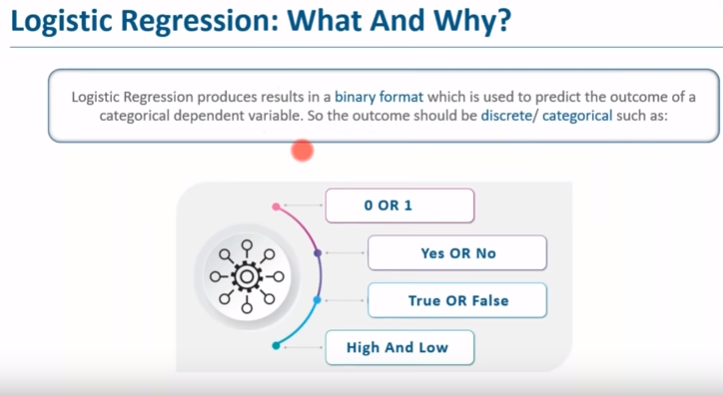 Logistic Regression: What And Why?
Logistic Regression produces results in a binary format which is used to predict the outcome of a
categorical dependent variable. So the outcome should be discrete/ categorical such as:
0 OR 1
Yes OR No
True OR False
High And Low